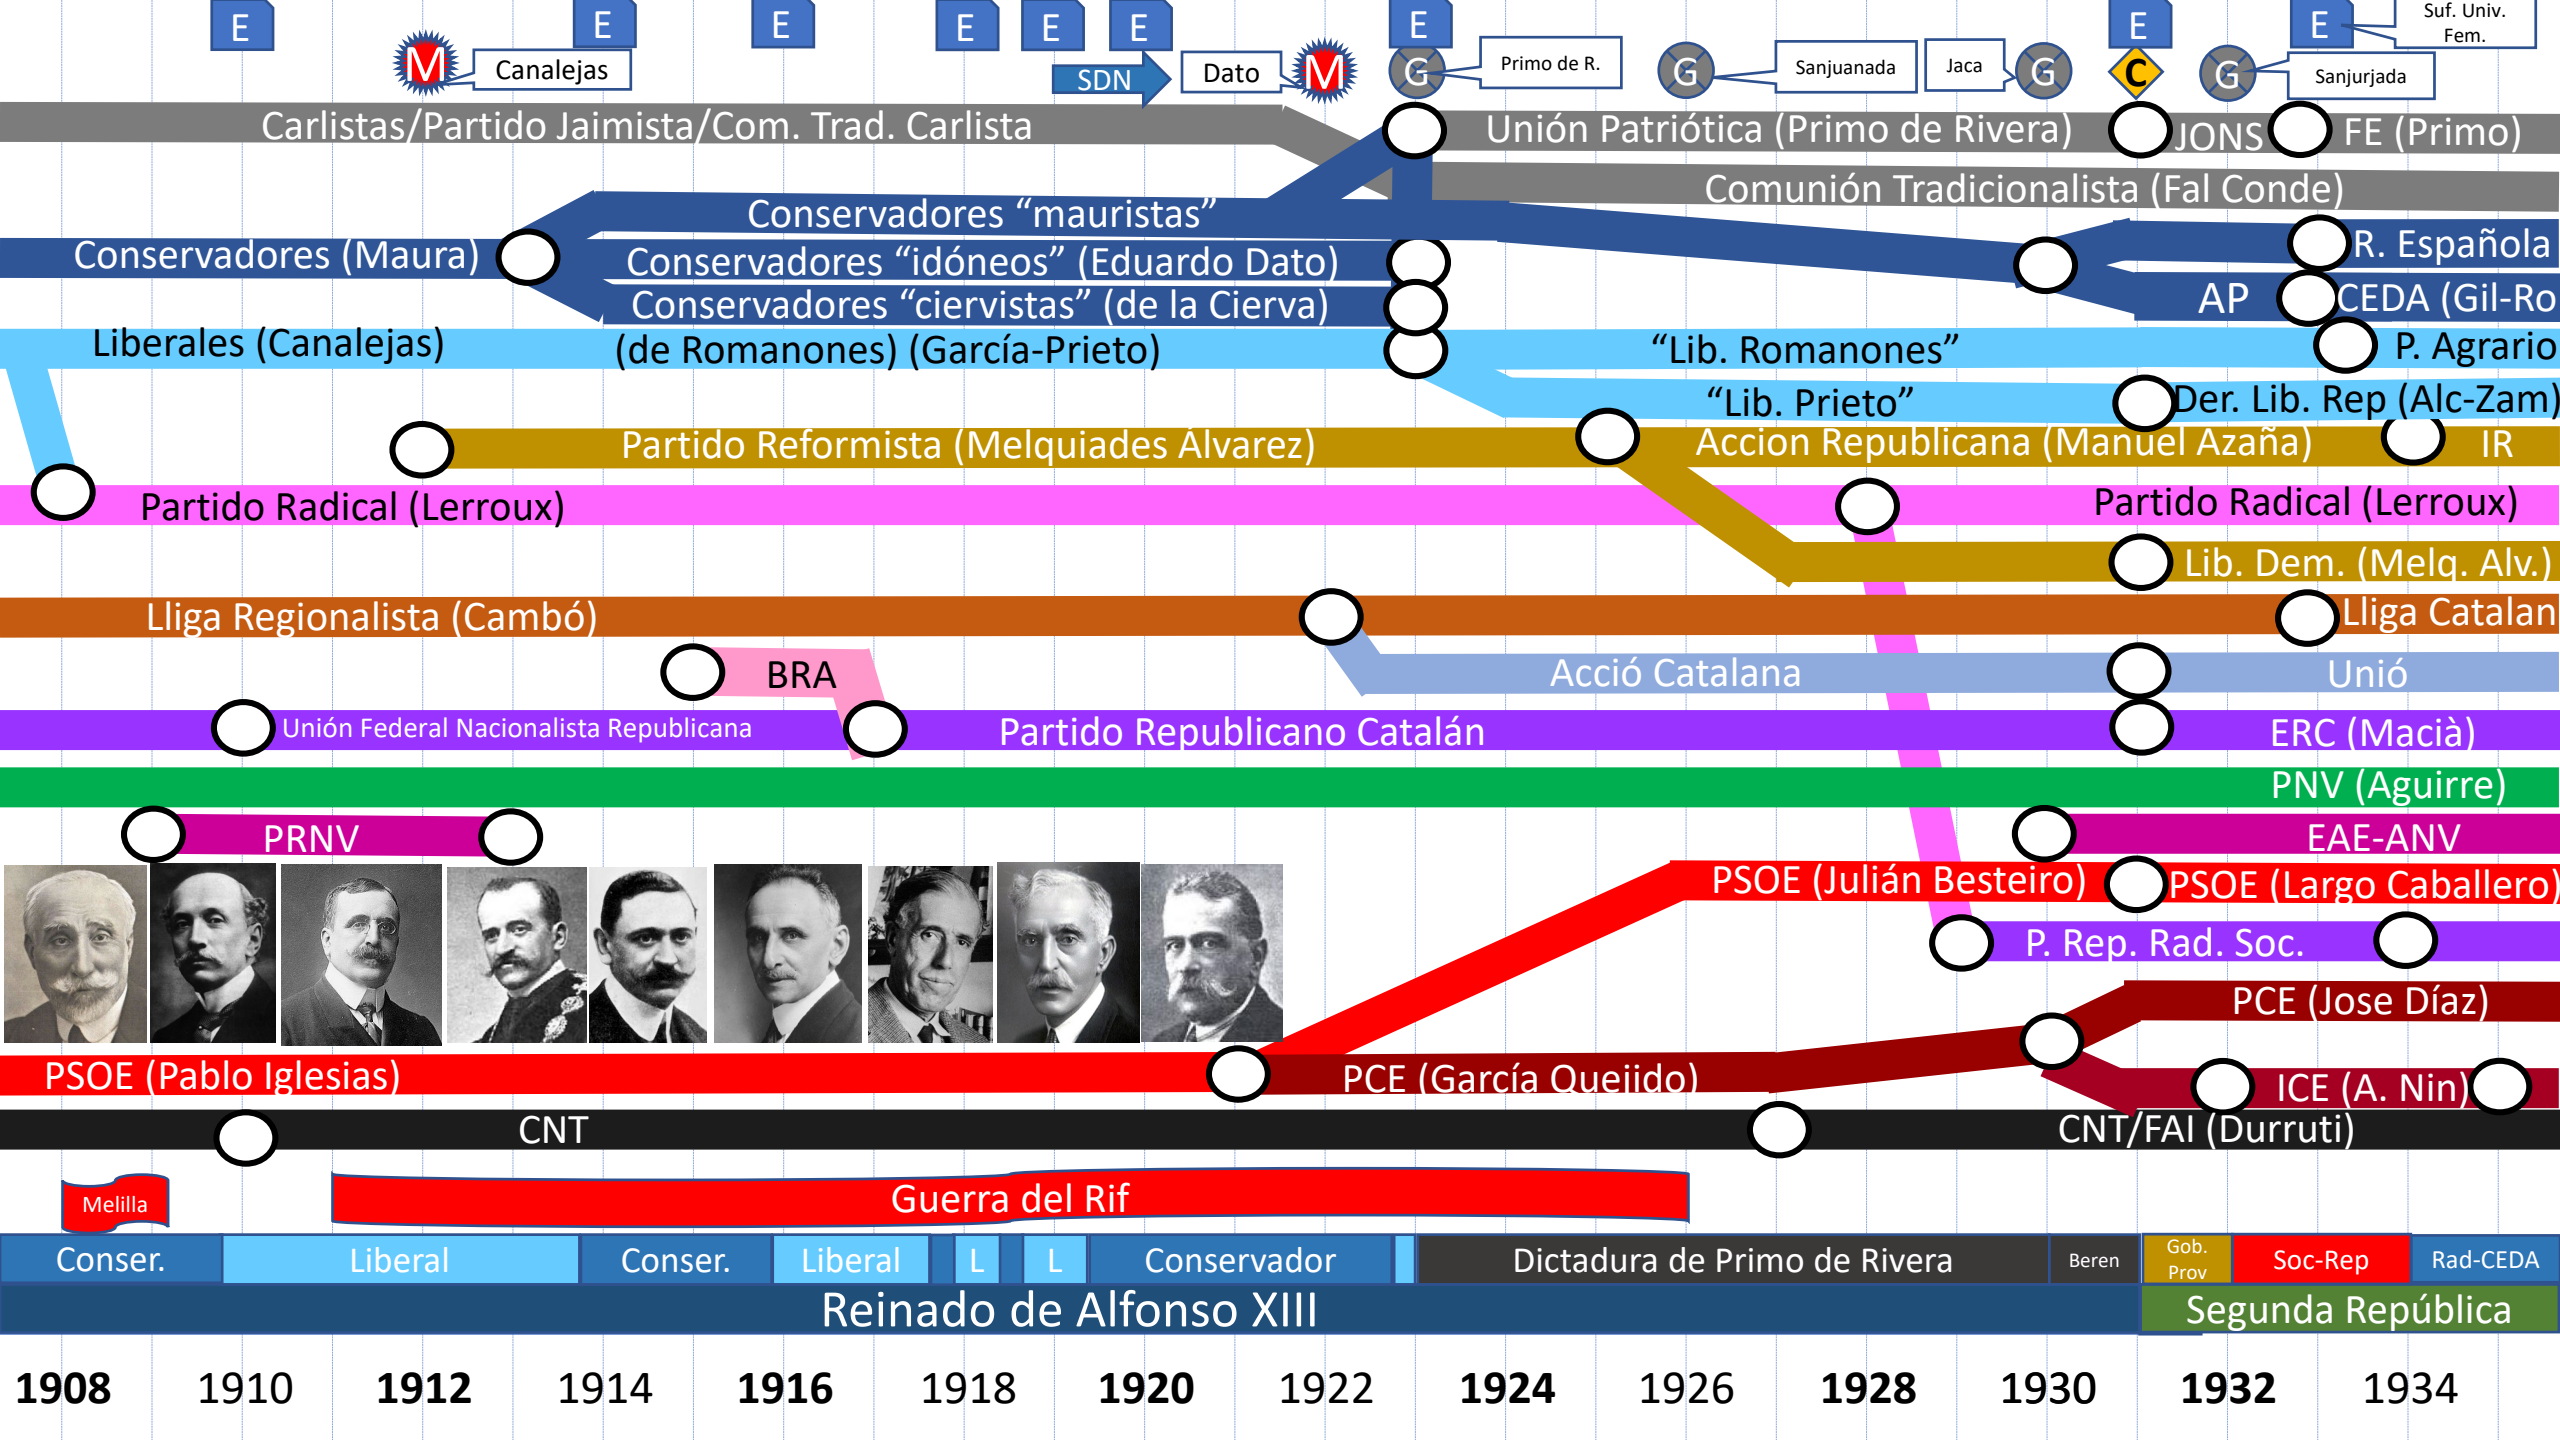 E
E
E
E
E
E
E
E
E
Suf. Univ.
Fem.
M
Canalejas
SDN
Dato
M
G
Primo de R.
G
Sanjuanada
Jaca
G
C
G
Sanjurjada
Carlistas/Partido Jaimista/Com. Trad. Carlista
Unión Patriótica (Primo de Rivera)
JONS
FE (Primo)
Comunión Tradicionalista (Fal Conde)
Conservadores “mauristas”
Conservadores (Maura)
Conservadores “idóneos” (Eduardo Dato)
R. Española
Conservadores “ciervistas” (de la Cierva)
AP
CEDA (Gil-Ro
Liberales (Canalejas)
(de Romanones) (García-Prieto)
“Lib. Romanones”
P. Agrario
“Lib. Prieto”
Der. Lib. Rep (Alc-Zam)
Partido Reformista (Melquiades Álvarez)
Accion Republicana (Manuel Azaña)
IR
Partido Radical (Lerroux)
Partido Radical (Lerroux)
Lib. Dem. (Melq. Alv.)
Lliga Regionalista (Cambó)
Lliga Catalan
BRA
Acció Catalana
Unió
Unión Federal Nacionalista Republicana
Partido Republicano Catalán
ERC (Macià)
PNV (Aguirre)
PRNV
EAE-ANV
PSOE (Julián Besteiro)
PSOE (Largo Caballero)
P. Rep. Rad. Soc.
PCE (Jose Díaz)
PSOE (Pablo Iglesias)
PCE (García Quejido)
ICE (A. Nin)
CNT
CNT/FAI (Durruti)
Melilla
Guerra del Rif
Conser.
Liberal
Conser.
Liberal
L
L
Conservador
Dictadura de Primo de Rivera
Beren
Gob.
Prov
Soc-Rep
Rad-CEDA
Reinado de Alfonso XIII
Segunda República
1908 1910 1912 1914 1916 1918 1920 1922 1924 1926 1928 1930 1932 1934